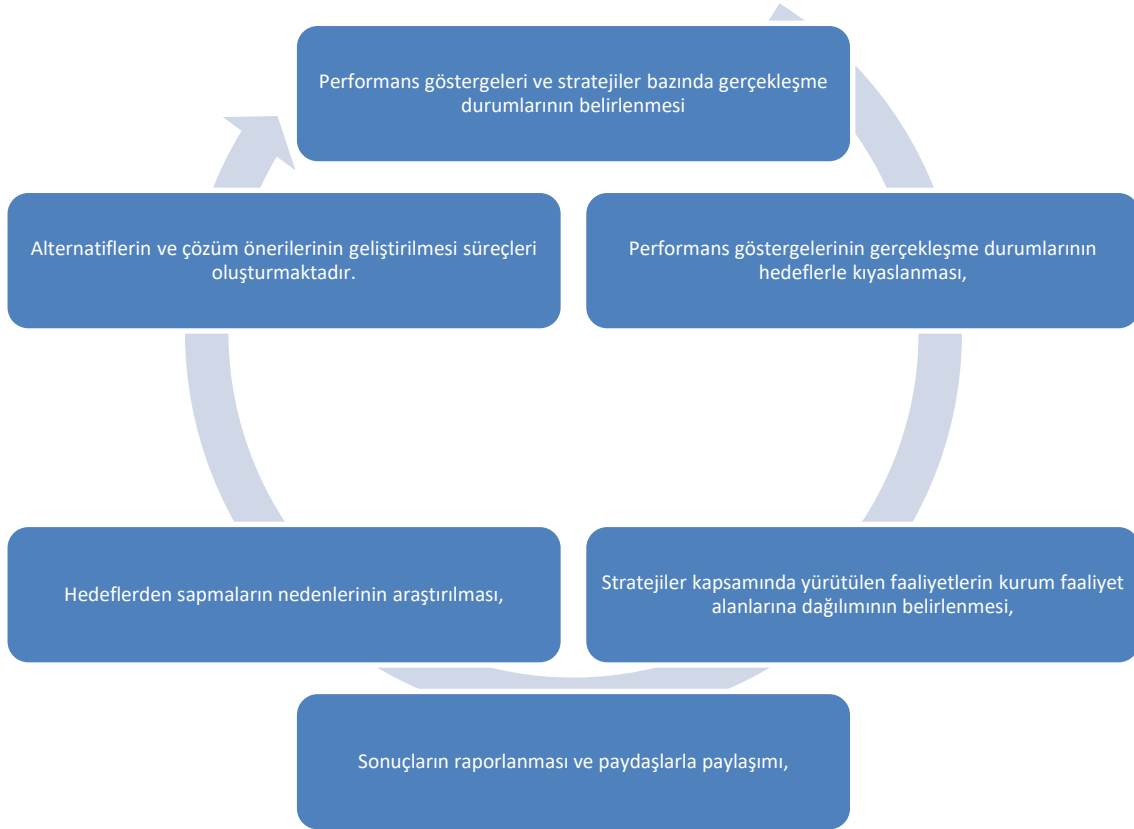 Performans göstergeleri ve stratejiler bazında gerçekleşme
durumlarının belirlenmesi
Performans göstergelerinin gerçekleşme durumlarının
hedeflerle kıyaslanması,
Stratejiler kapsamında yürütülen faaliyetlerin kurum faaliyet
alanlarına dağılımının belirlenmesi,
Sonuçların raporlanması ve paydaşlarla paylaşımı,
Hedeflerden sapmaların nedenlerinin araştırılması,
Alternatiflerin ve çözüm önerilerinin geliştirilmesi süreçleri
oluşturmaktadır.